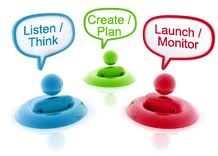 Listen /
Think
Create /
Plan
Launch /
Monitor